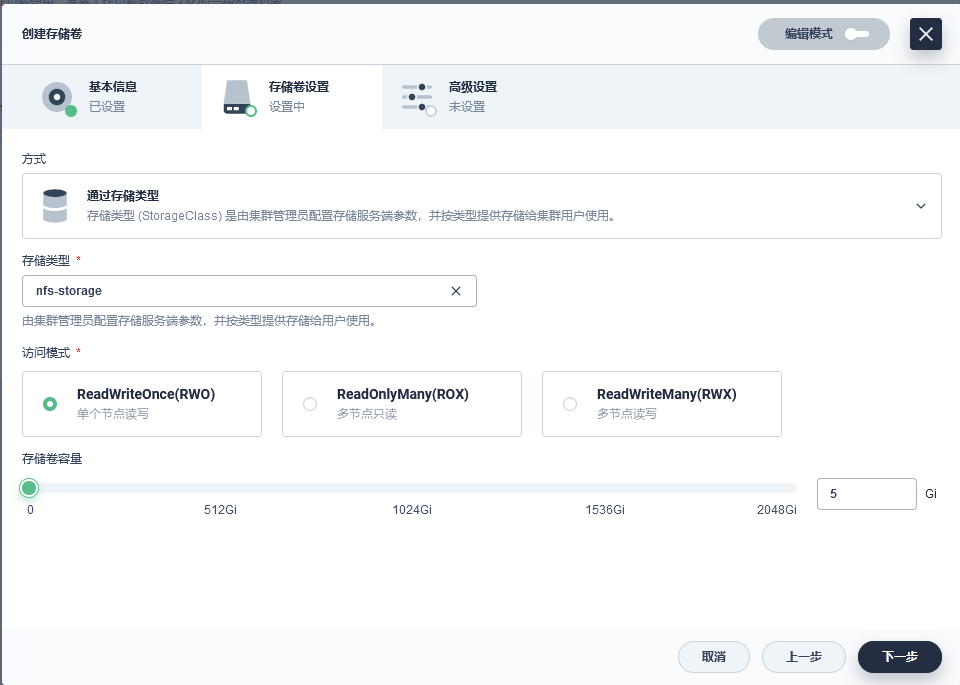 创建存储卷
编辑模式
基本信息
已设置
存储卷设置
设置中
高级设置
未设置
方式
通过存储类型
存储类型 (StorageClass) 是由集群管理员配置存储服务端参数，并按类型提供存储给集群用户使用。
存储类型 *
nfs-storage
由集群管理员配置存储服务端参数，并按类型提供存储给用户使用。
访问模式 *
ReadWriteOnce(RWO)
单个节点读写
ReadOnlyMany(ROX)
多节点只读
ReadWriteMany(RWX)
多节点读写
存储卷容量
0
512Gi
1024Gi
1536Gi
2048Gi
5
Gi
取消
上一步
下一步